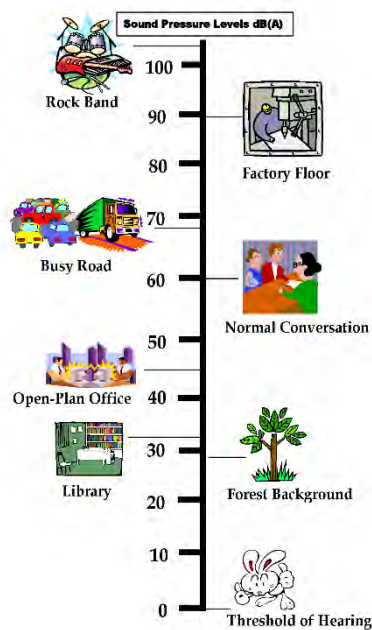 Sound Pressure Levels dB(A)
100
Rock Band
90
Factory Floor
80
70
Busy Road
60
Normal Conversation
50
Open-Plan Office
40
30
Library
Forest Background
20
10
0
Threshold of Hearing